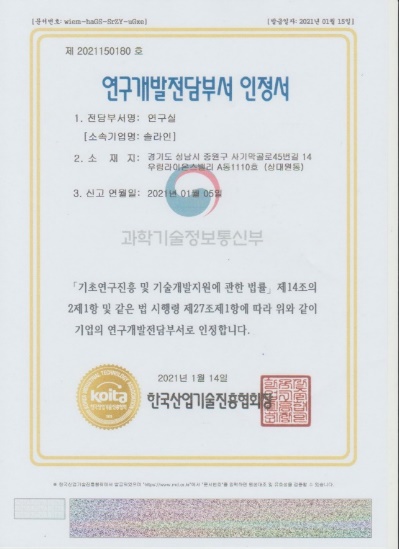 [문서번호: wiem-haGS-SrZY-uGxe] [발급일자: 2021년 01월 15일]
제 2021150180 호
연구개발전담부서 인정서
1. 전담부서명: 연구실
[소속기업명: 솔라인]
2. 소 재 지: 경기도 성남시 중원구 사기막골로45번길 14
우림라이온스밸리 A동1110호 (상대원동)
3. 신고 연월일: 2021년 01월 05일
과학기술정보통신부
「기초연구진흥 및 기술개발지원에 관한 법률」 제14조의
2제1항 및 같은 법 시행령 제27조제1항에 따라 위와 같이
기업의 연구개발전담부서로 인정합니다.
2021년 1월 14일
koita
한국산업기술진흥협회장